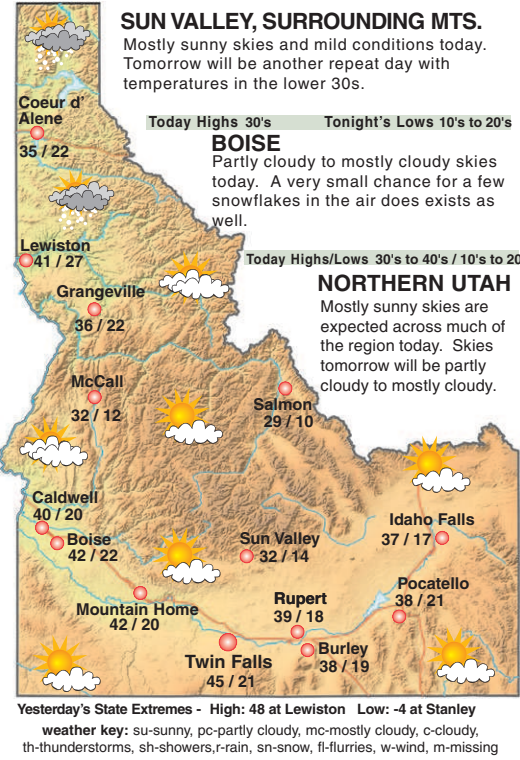 SUN VALLEY, SURROUNDING MTS.
Mostly sunny skies and mild conditions today.
Tomorrow will be another repeat day with
temperatures in the lower 30s.
Today Highs 30's Tonight's Lows 10's to 20's
BOISE
Partly cloudy to mostly cloudy skies
today. A very small chance for a few
snowflakes in the air does exists as
well.
Today Highs/Lows 30's to 40's / 10's to 20
NORTHERN UTAH
Mostly sunny skies are
expected across much of
the region today. Skies
tomorrow will be partly
cloudy to mostly cloudy.
Coeur d'
Alene
35 / 22
Lewiston
41 / 27
Grangeville
36 / 22
McCall
32 / 12
Salmon
29 / 10
Caldwell
40 / 20
Boise
42 / 22
Sun Valley
32 / 14
Idaho Falls
37 / 17
Pocatello
38 / 21
Mountain Home
42 / 20
Rupert
39 / 18
Burley
38 / 19
Twin Falls
45 / 21
Yesterday's State Extremes - High: 48 at Lewiston Low: -4 at Stanley
weather key: su-sunny, pc-partly cloudy, mc-mostly cloudy, c-cloudy,
th-thunderstorms, sh-showers,r-rain, sn-snow, fl-flurries, w-wind, m-missing